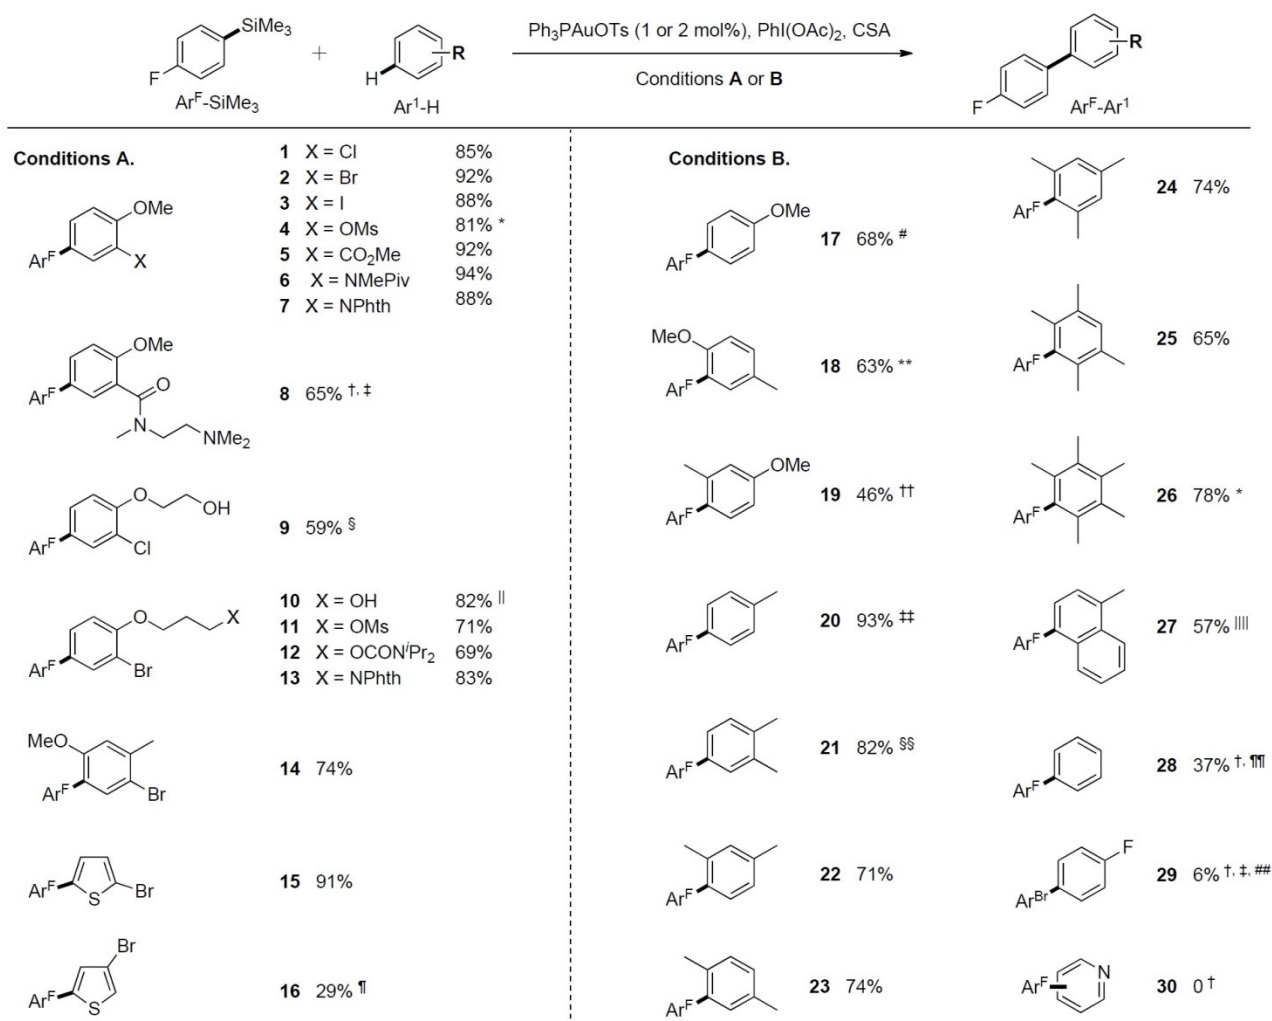 SiMe3
F
ArF-SiMe3
+
R
H
Ar1-H
Ph3PAuOTs (1 or 2 mol%), PhI(OAc)2, CSA
Conditions A or B
R
F
ArF-Ar1
Conditions A.
OMe
ArF
X
1 X = Cl 85%
2 X = Br 92%
3 X = I 88%
4 X = OMs 81% *
5 X = CO2Me 92%
6 X = NMePiv 94%
7 X = NPhth 88%
OMe
ArF
O
N
NMe2
8 65% †, ‡
O
OH
ArF
Cl
9 59% §
O
X
ArF
Br
10 X = OH 82% ||
11 X = OMs 71%
12 X = OCONiPr2 69%
13 X = NPhth 83%
MeO
ArF
Br
14 74%
ArF
S
Br
15 91%
Br
ArF
S
16 29% ¶
Conditions B.
OMe
ArF
17 68% #
MeO
ArF
18 63% **
OMe
ArF
19 46% ††
ArF
20 93% ‡‡
ArF
21 82% §§
ArF
22 71%
ArF
23 74%
ArF
24 74%
ArF
25 65%
ArF
26 78% *
ArF
27 57% ||||
ArF
28 37% †, ¶¶
F
ArBr
29 6% †, ‡, ##
ArF
N
30 0 †